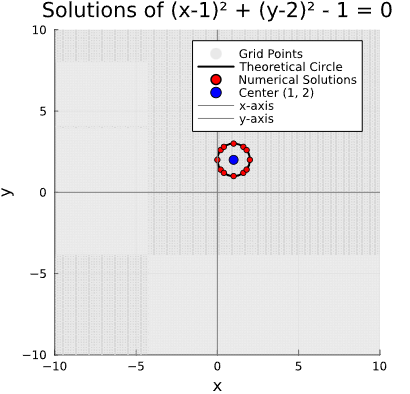 Solutions of (x-1)² + (y-2)² - 1 = 0
10
Grid Points
Theoretical Circle
Numerical Solutions
Center (1, 2)
x-axis
y-axis
5
y
0
−5
−10
−10 −5 0 5 10
x